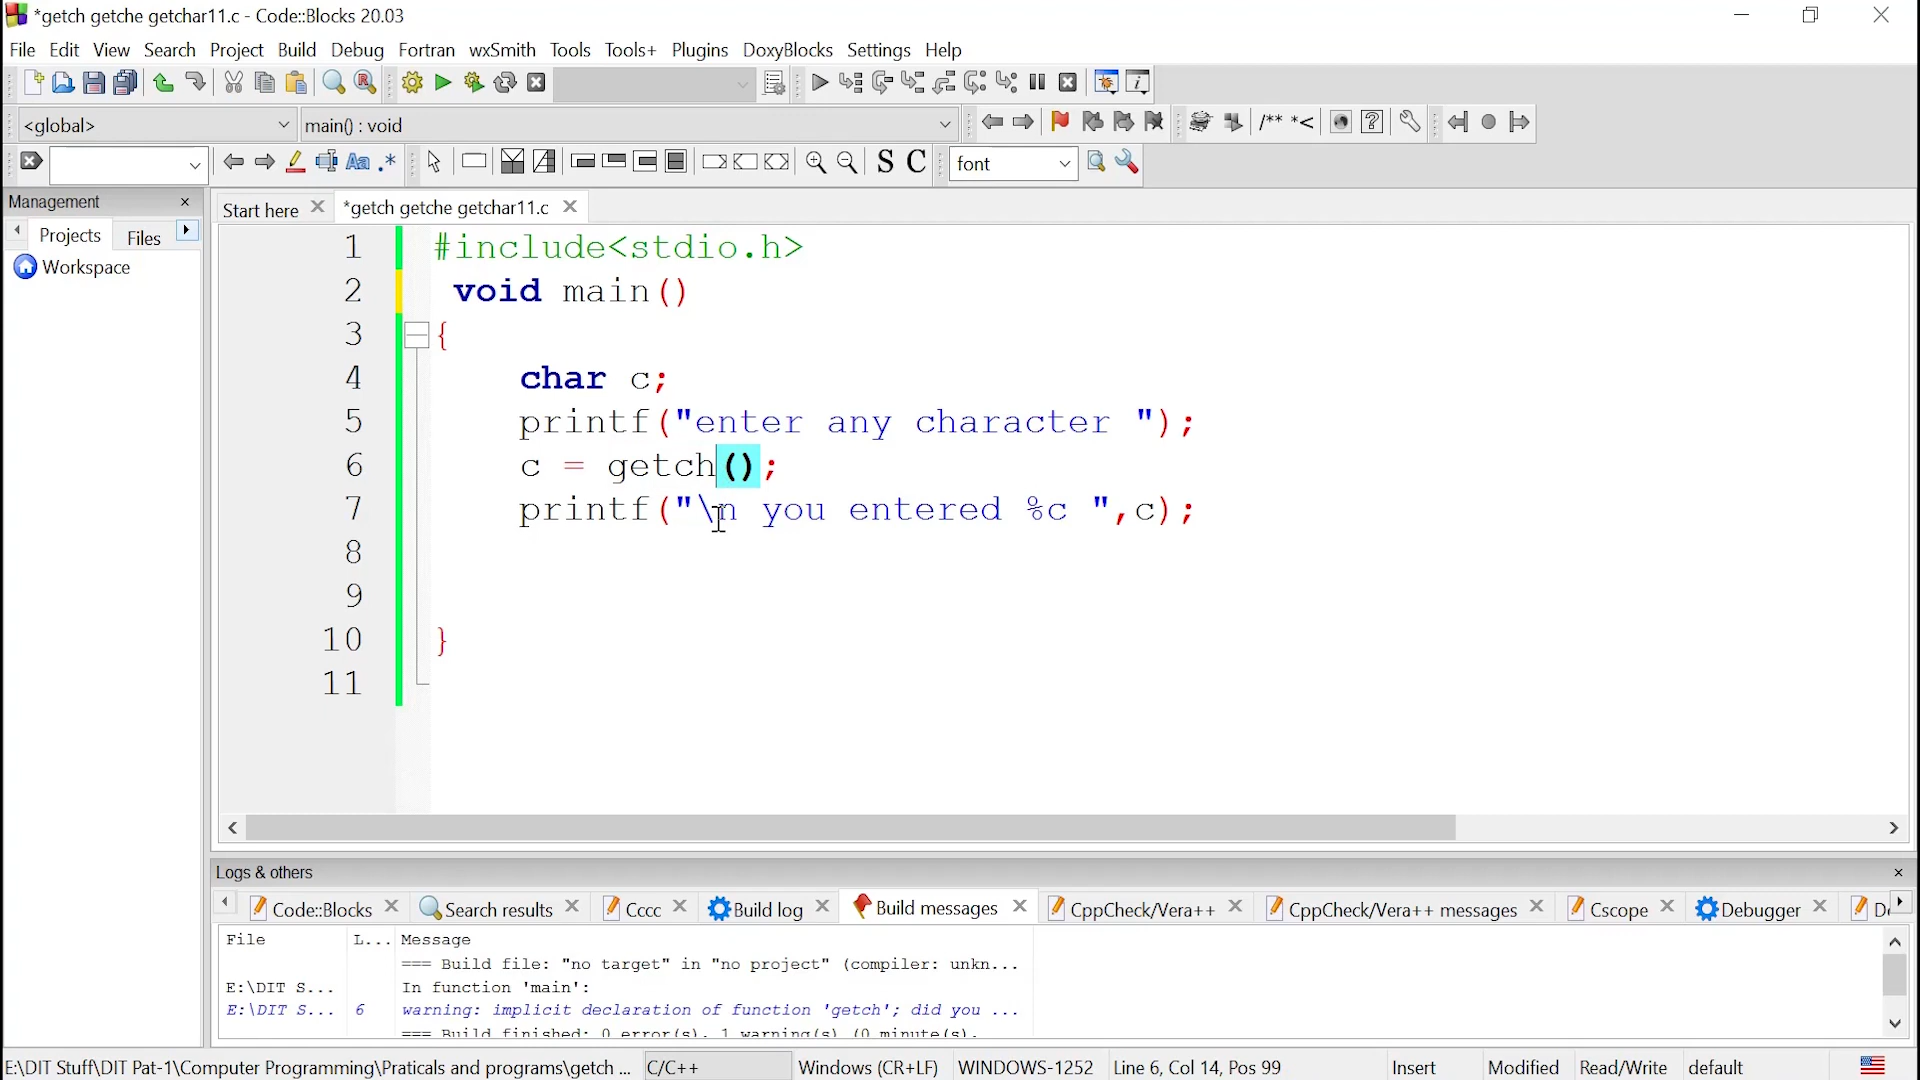 *getch getche getchar11.c - Code::Blocks 20.03
File Edit View Search Project Build Debug Fortran wxSmith Tools Tools+ Plugins DoxyBlocks Settings Help
<global> main() : void /** *<
Aa .* S C font
Management
Projects Files
Workspace
Start here *getch getche getchar11.c
1 #include<stdio.h>
2 void main()
3 {
4 char c;
5 printf("enter any character ");
6 c = getch();
7 printf("\n you entered %c ",c);
8
9
10 }
11
Logs & others
Code::Blocks Search results Cccc Build log Build messages CppCheck/Vera++ CppCheck/Vera++ messages Cscope Debugger
File L... Message
=== Build file: "no target" in "no project" (compiler: unkn...
E:\DIT S... In function 'main':
E:\DIT S... 6 warning: implicit declaration of function 'getch'; did you ...
=== Build finished: 0 error(s), 1 warning(s) (0 minute(s),
E:\DIT Stuff\DIT Pat-1\Computer Programming\Praticals and programs\getch ... C/C++ Windows (CR+LF) WINDOWS-1252 Line 6, Col 14, Pos 99 Insert Modified Read/Write default